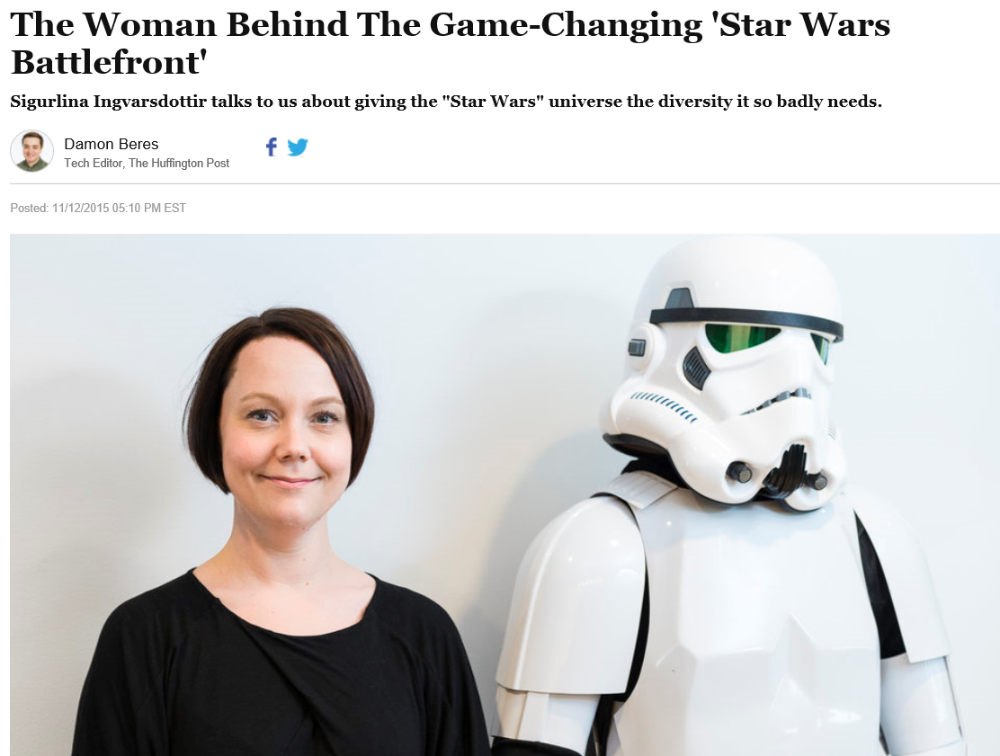 The Woman Behind The Game-Changing 'Star Wars
Battlefront'
Sigurlina Ingvarsdottir talks to us about giving the "Star Wars" universe the diversity it so badly needs.
Damon Beres
Tech Editor, The Huffington Post
Posted: 11/12/2015 05:10 PM EST